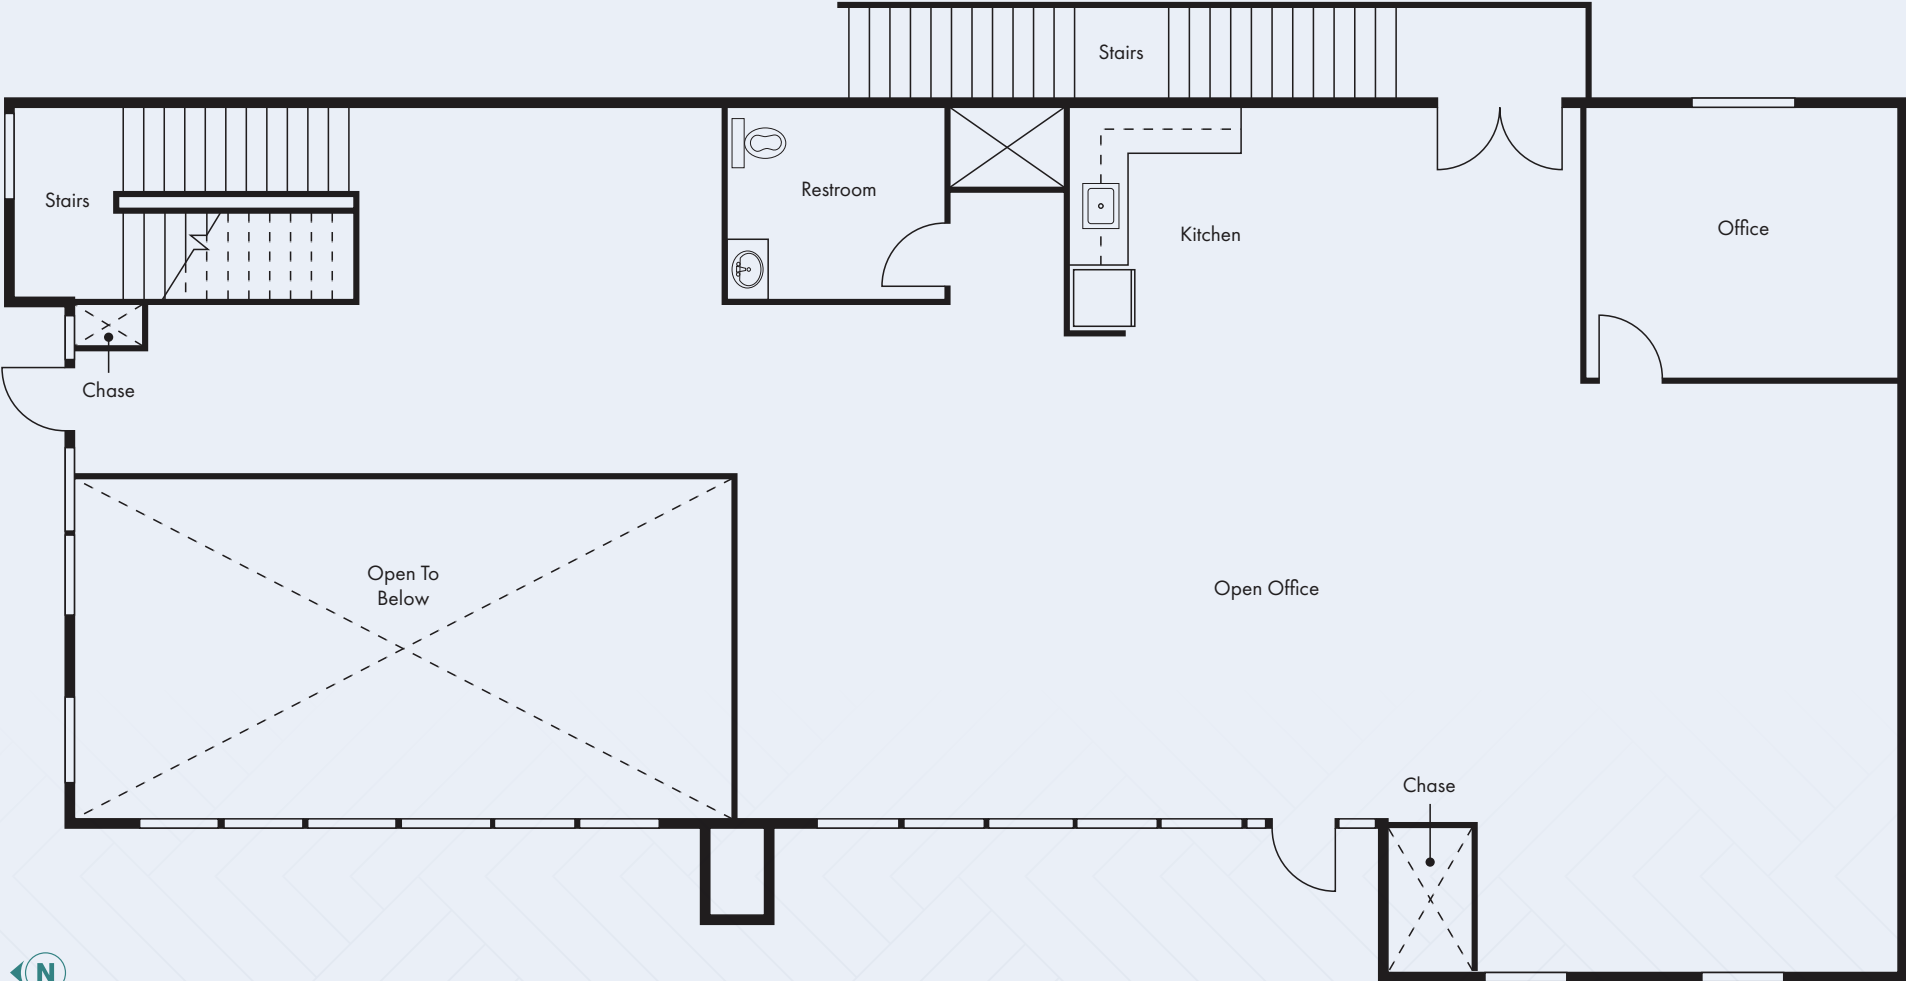 Stairs
Stairs
Restroom
Kitchen
Office
Chase
Open To
Below
Open Office
Chase
N